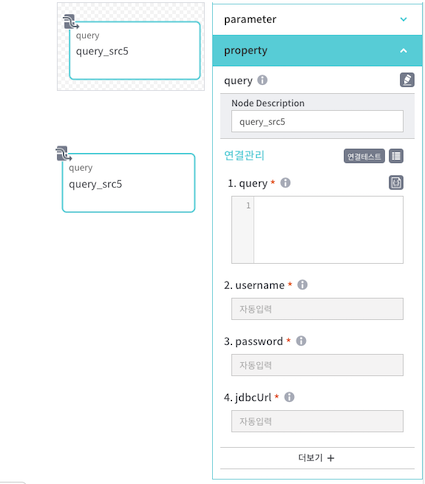 query
query_src5
query
query_src5
parameter
property
query
Node Description
query_src5
연결관리
연결테스트
1. query *
1
2. username *
자동입력
3. password *
자동입력
4. jdbcUrl *
자동입력
더보기 +